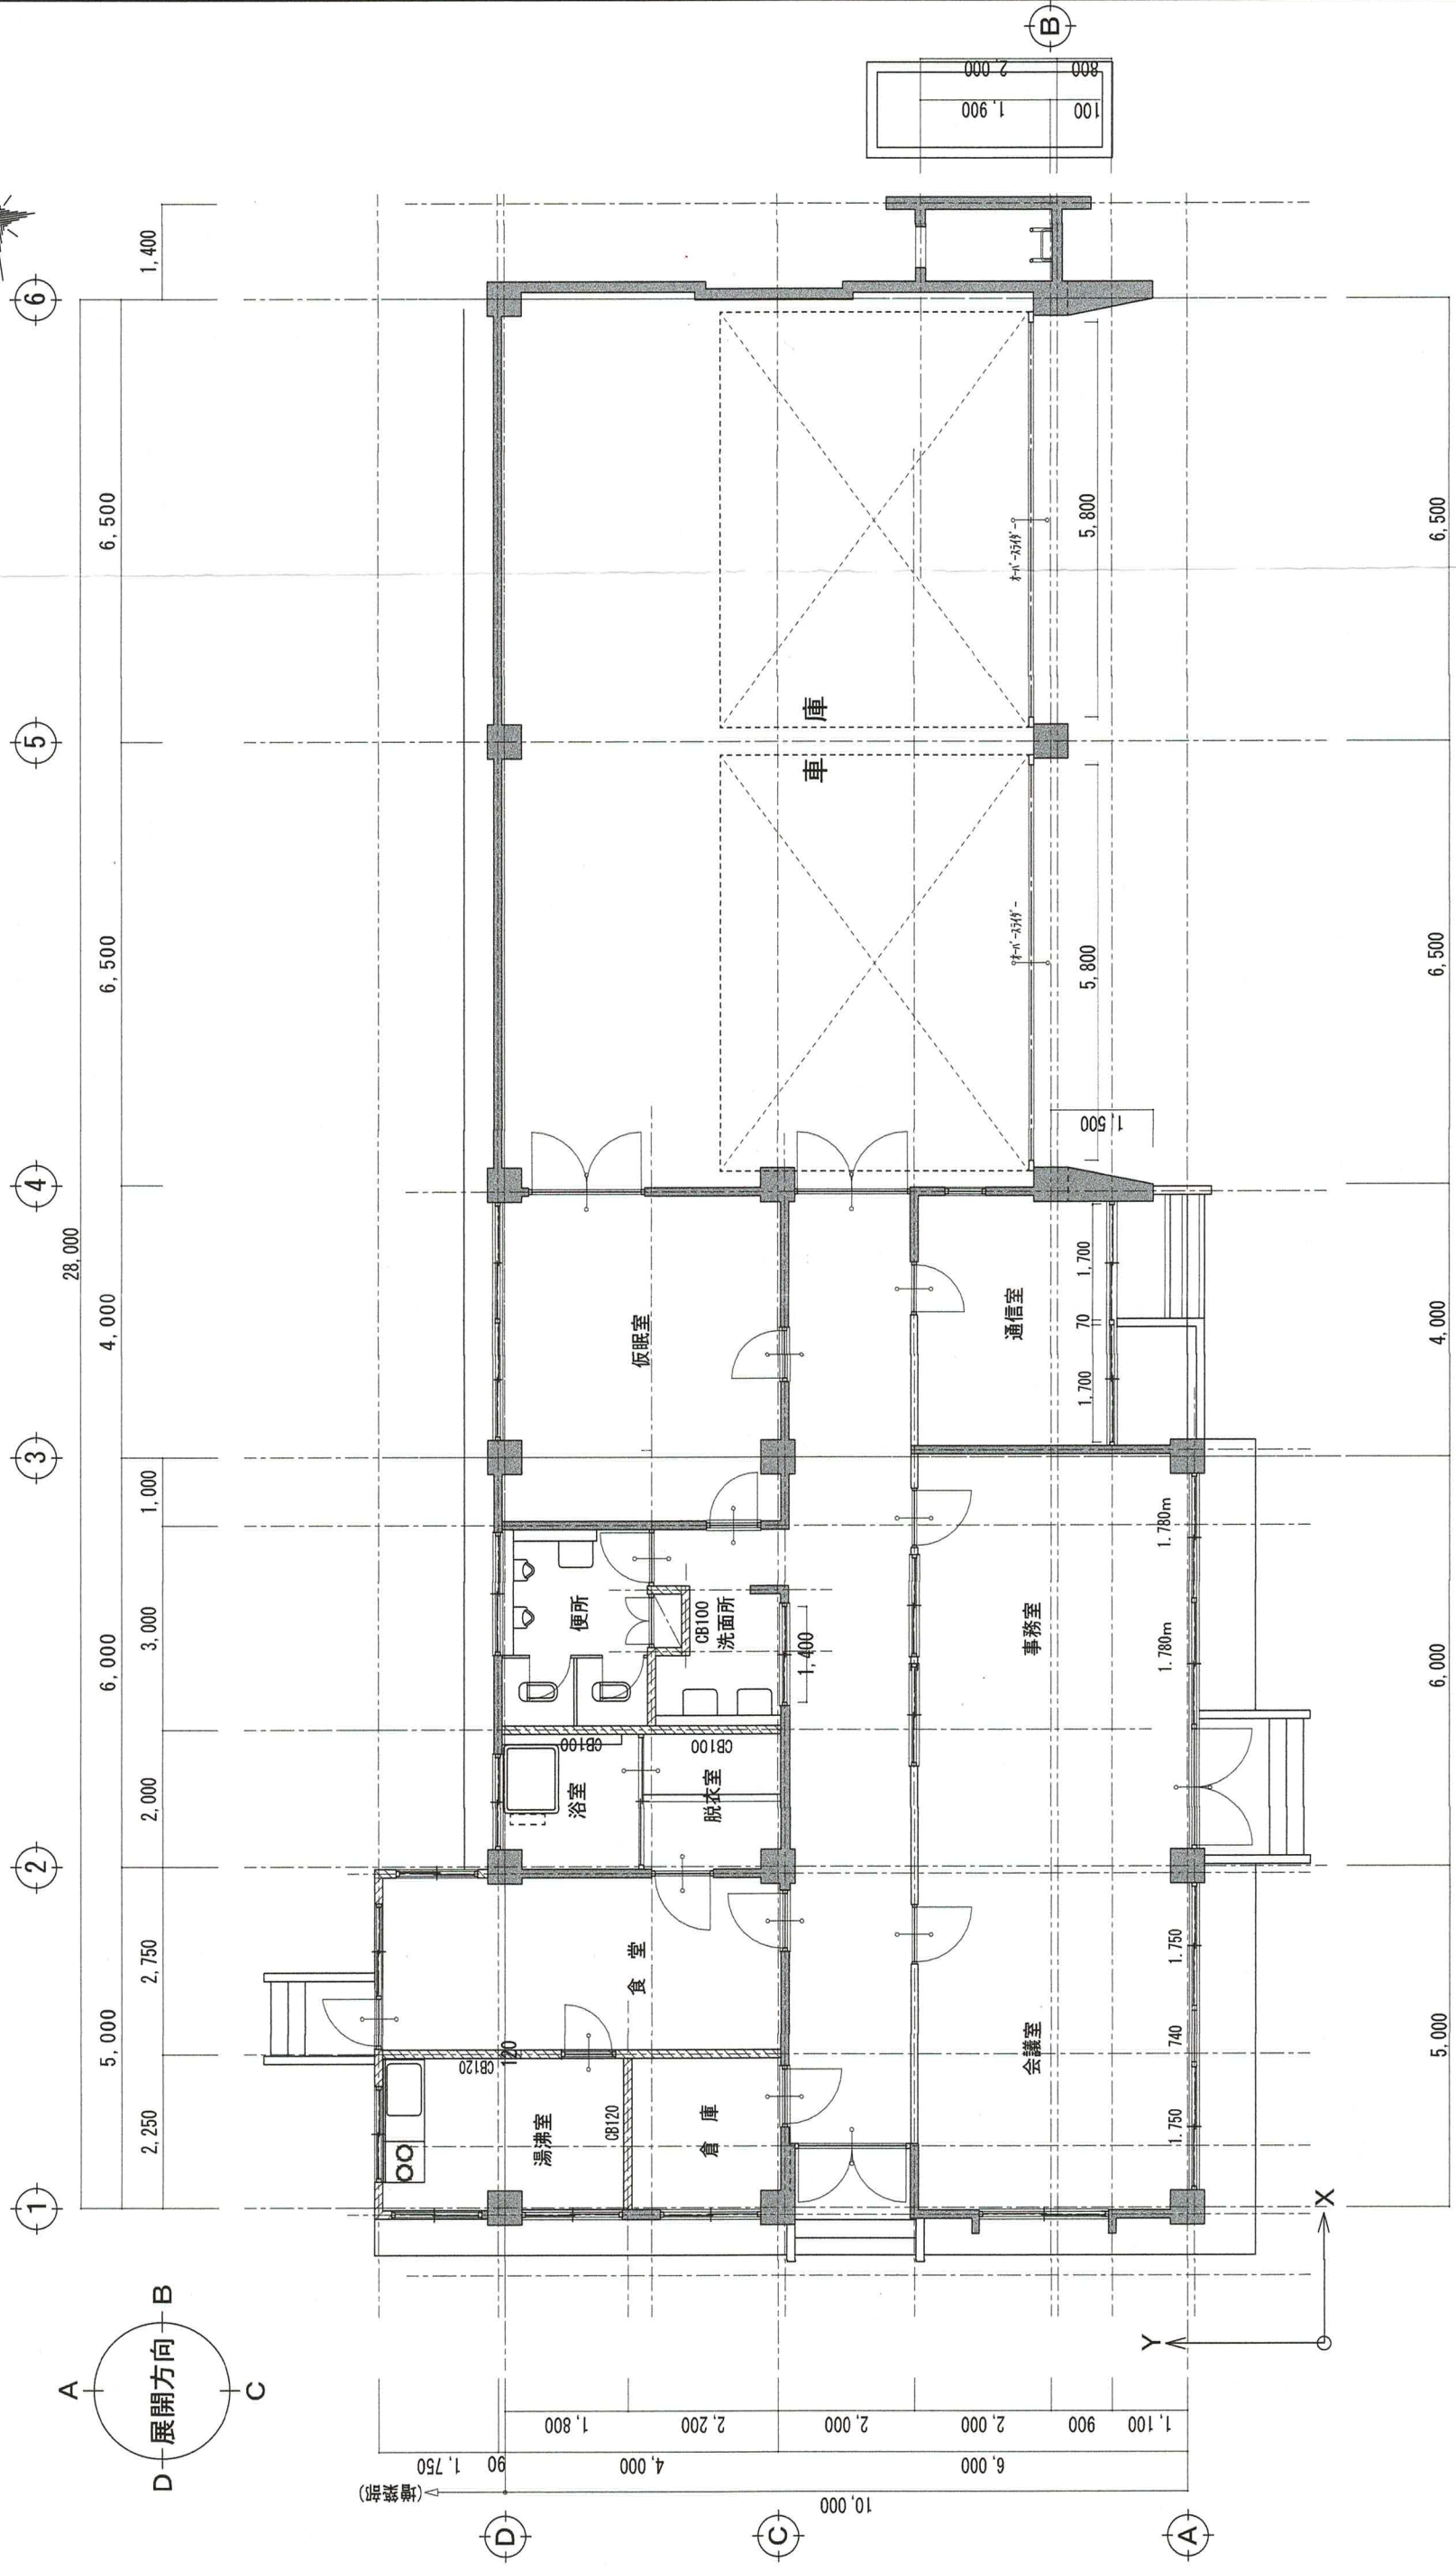 A
B
C
D
展開方向
1
2
3
4
5
6
28,000
5,000
6,000
4,000
6,500
6,500
1,400
2,250
2,750
2,000
3,000
1,000
(増築部)
D
C
A
B
10,000
1,750
90
4,000
6,000
1,800
2,200
2,000
2,000
900
1,100
湯沸室
CB120
120
CB120
倉 庫
食 堂
浴室
CB100
脱衣室
CB100
便所
洗面所
CB100
1,400
仮眠室
会議室
事務室
通信室
車 庫
1.750
740
1.750
1.780m
1.780m
1,700
70
1,700
1,500
オーバースライダー
5,800
オーバースライダー
5,800
2,000
800
1,900
100
Y
X
5,000
6,000
4,000
6,500
6,500